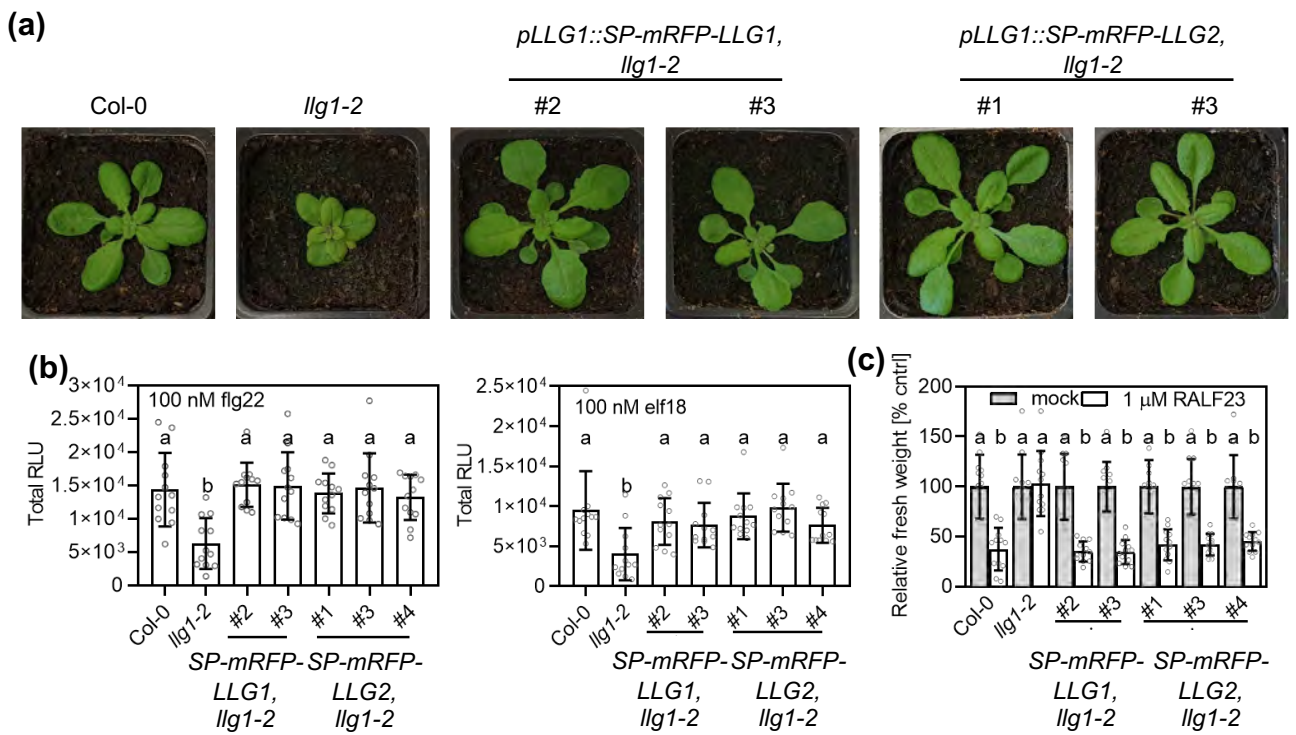 (a)
pLLG1::SP-mRFP-LLG1,
llg1-2
pLLG1::SP-mRFP-LLG2,
llg1-2
Col-0
llg1-2
#2
#3
#1
#3
(b)
3×10⁴
2.5×10⁴
2×10⁴
1.5×10⁴
1×10⁴
5×10³
0
Total RLU
100 nM flg22
a
b
a
a
a
a
a
Col-0
llg1-2
#2
#3
#1
#3
#4
SP-mRFP-
LLG1,
llg1-2
SP-mRFP-
LLG2,
llg1-2
2.5×10⁴
2×10⁴
1.5×10⁴
1×10⁴
5×10³
0
Total RLU
100 nM elf18
a
b
a
a
a
a
a
Col-0
llg1-2
#2
#3
#1
#3
#4
SP-mRFP-
LLG1,
llg1-2
SP-mRFP-
LLG2,
llg1-2
(c)
Relative fresh weight [% cntrl]
200
150
100
50
0
mock
1 µM RALF23
a b a a a b a b a b a b a b
Col-0
llg1-2
#2
#3
#1
#3
#4
SP-mRFP-
LLG1,
llg1-2
SP-mRFP-
LLG2,
llg1-2